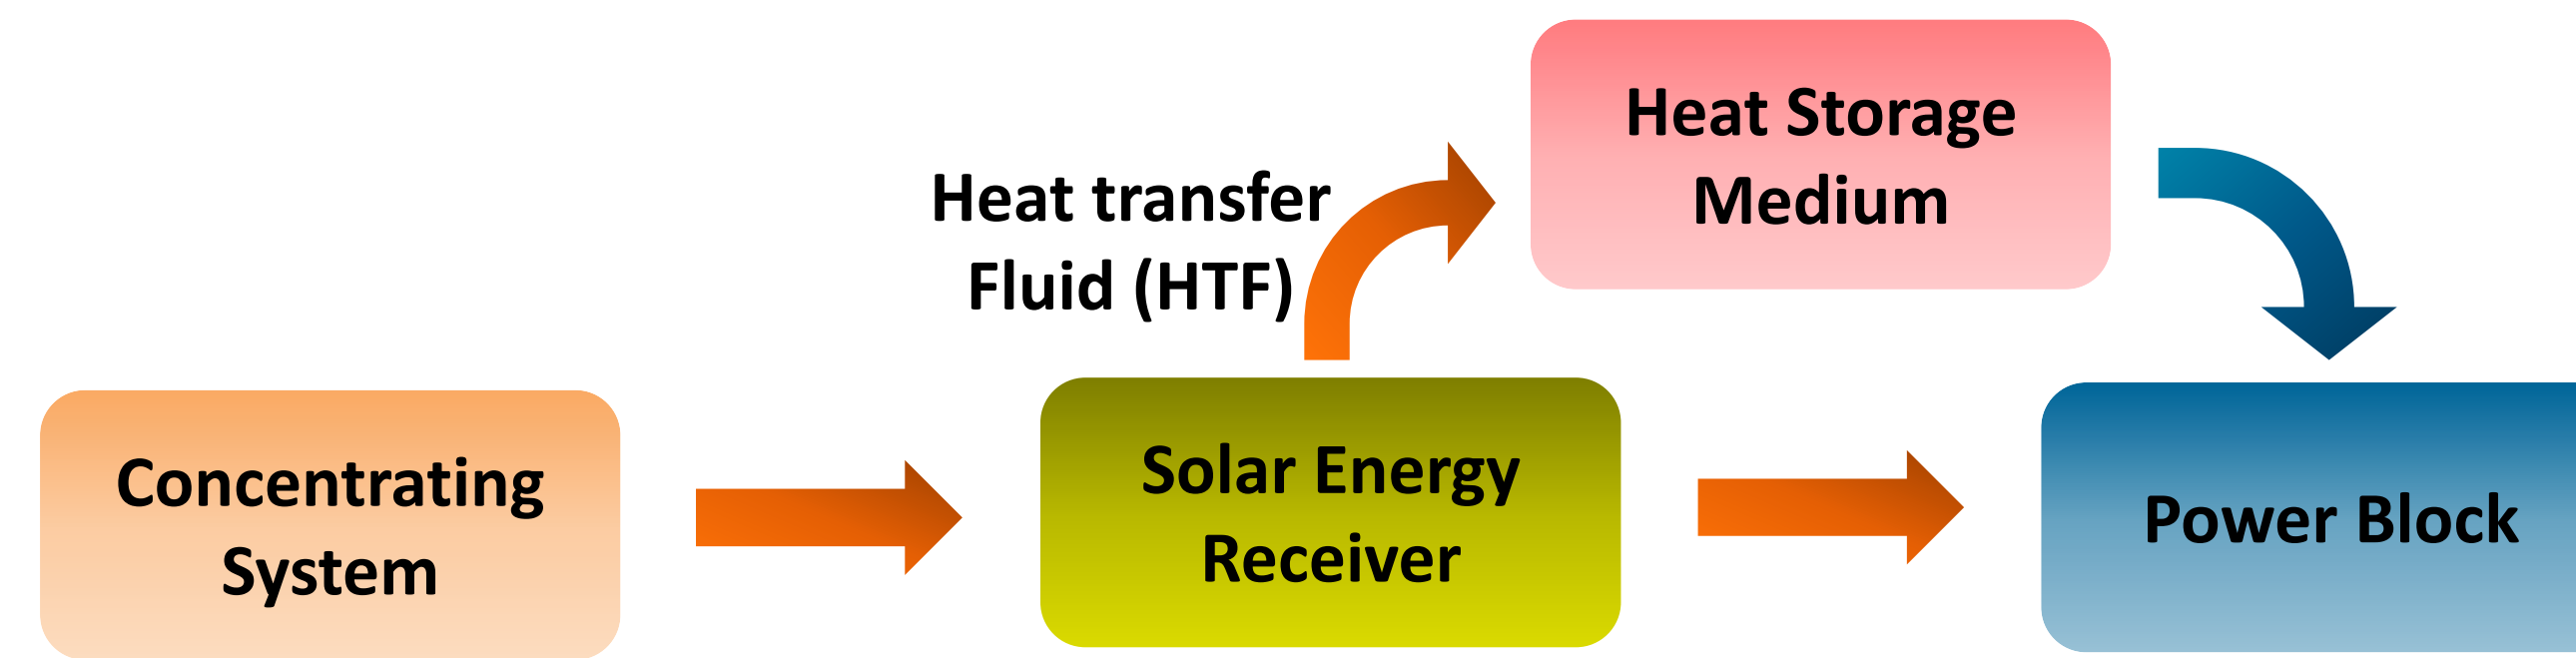 Heat Storage
Medium
Heat transfer
Fluid (HTF)
Concentrating
System
Solar Energy
Receiver
Power Block